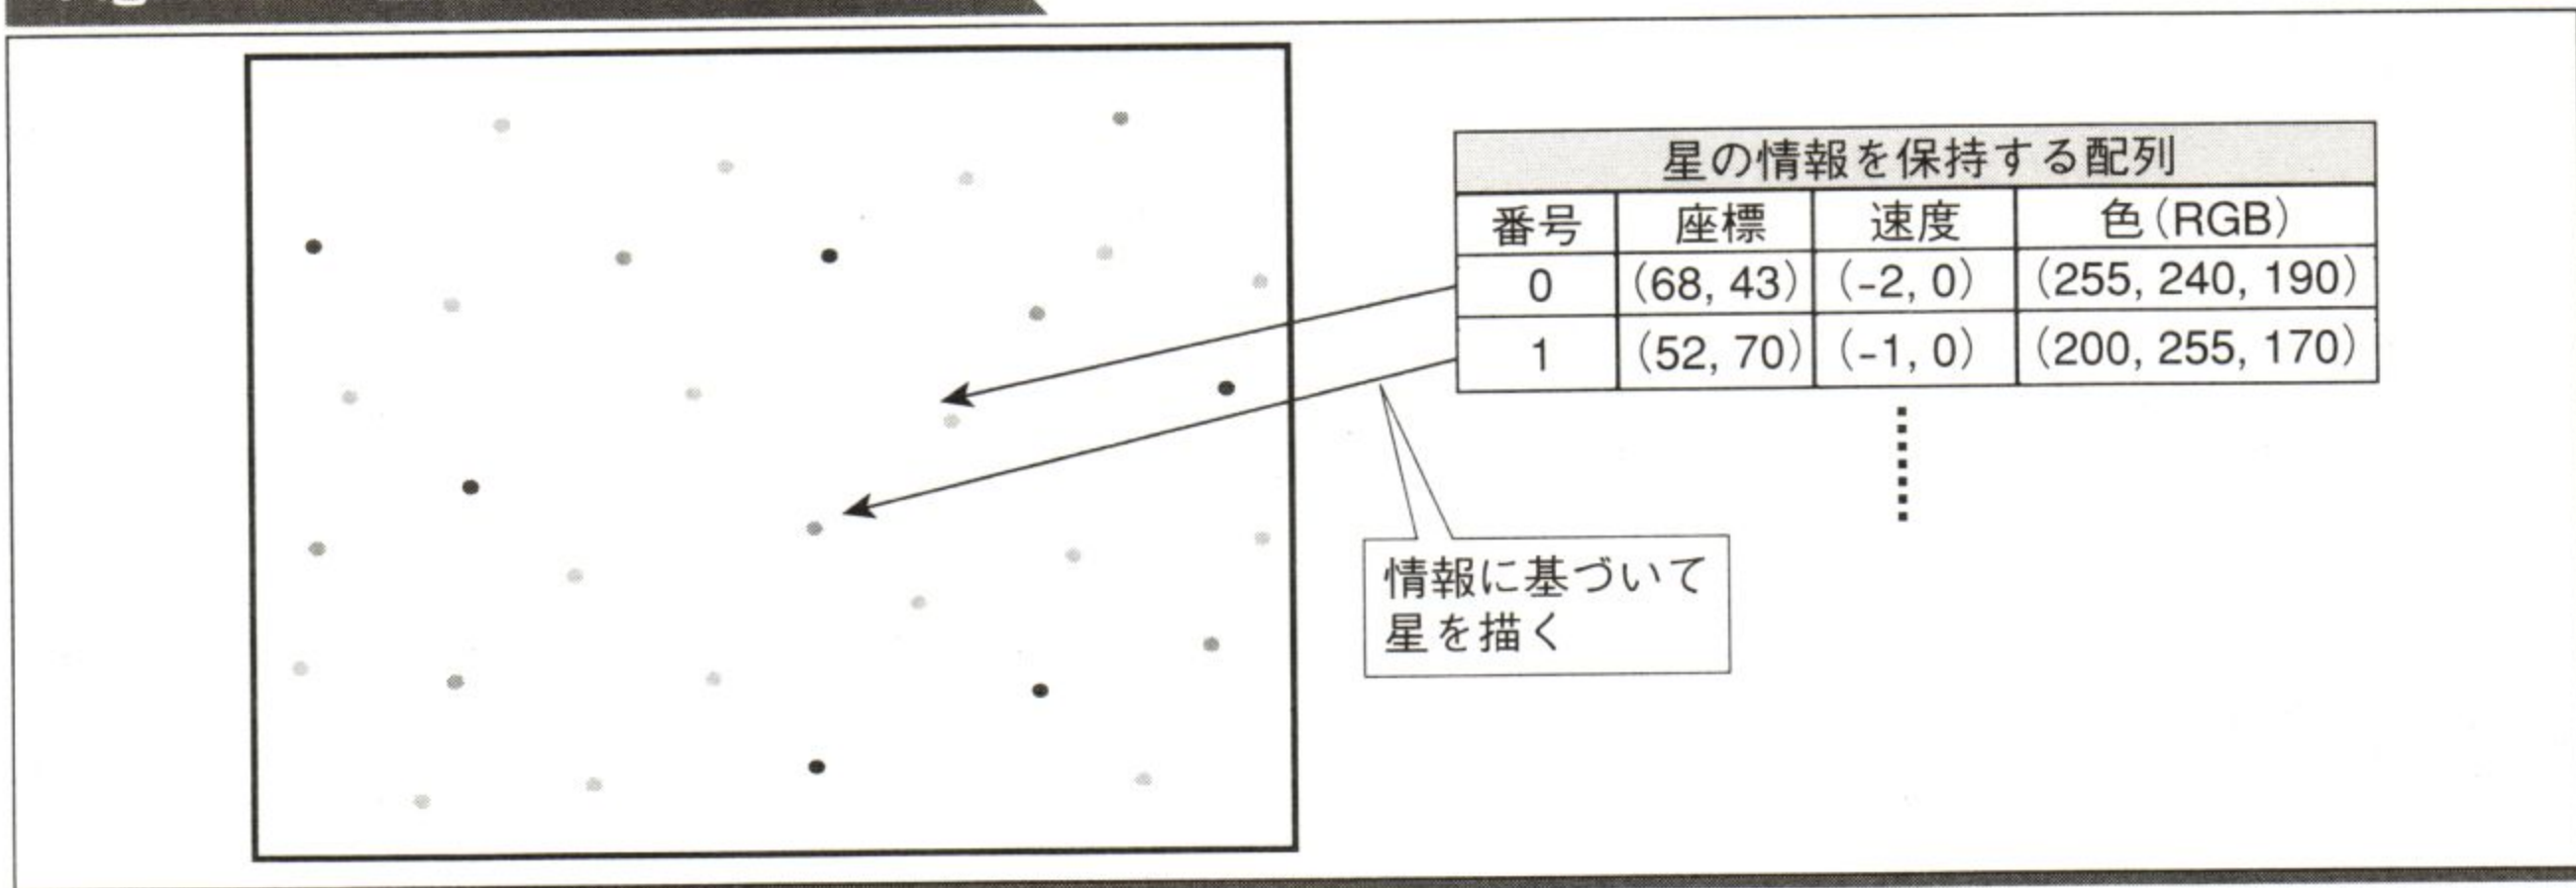 星の情報を保持する配列
番号 座標 速度 色(RGB)
0 (68, 43) (-2, 0) (255, 240, 190)
1 (52, 70) (-1, 0) (200, 255, 170)
情報に基づいて
星を描く